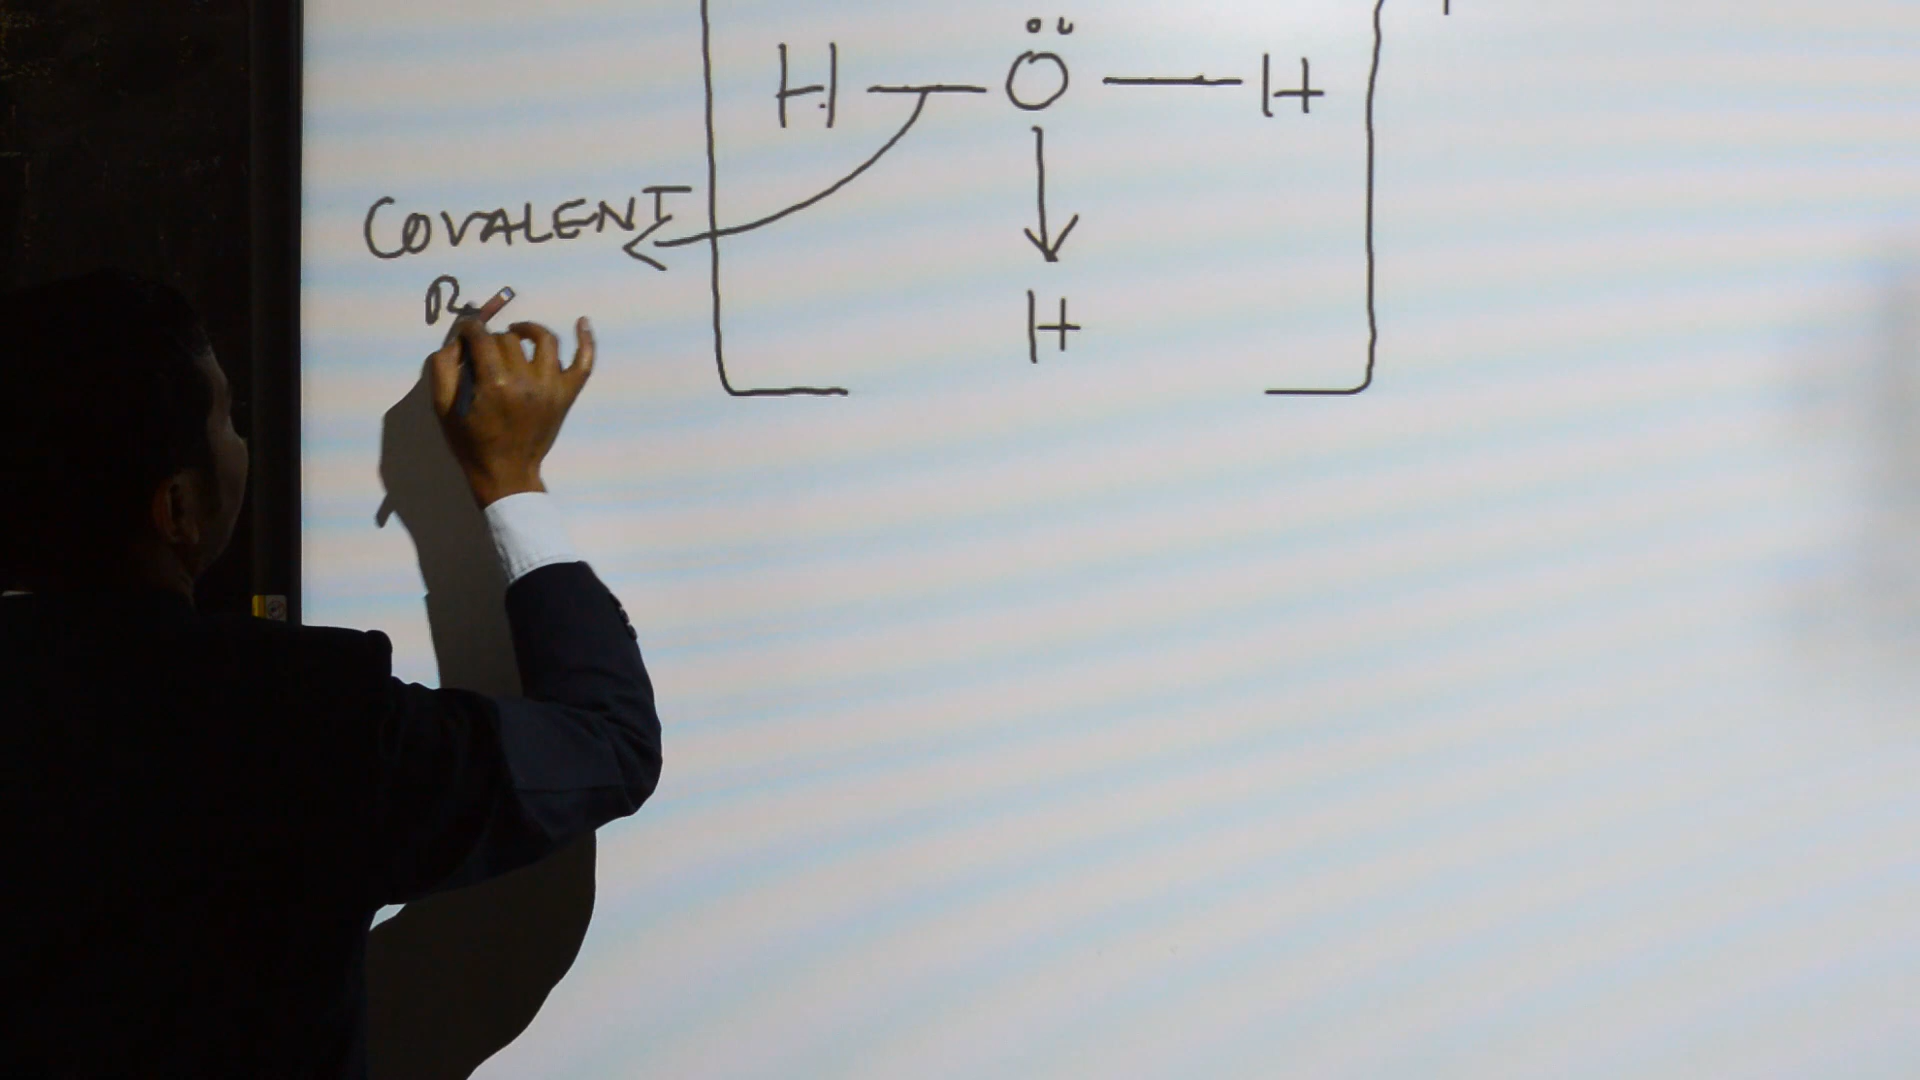 H — Ö — H
↓
COVALENT
H